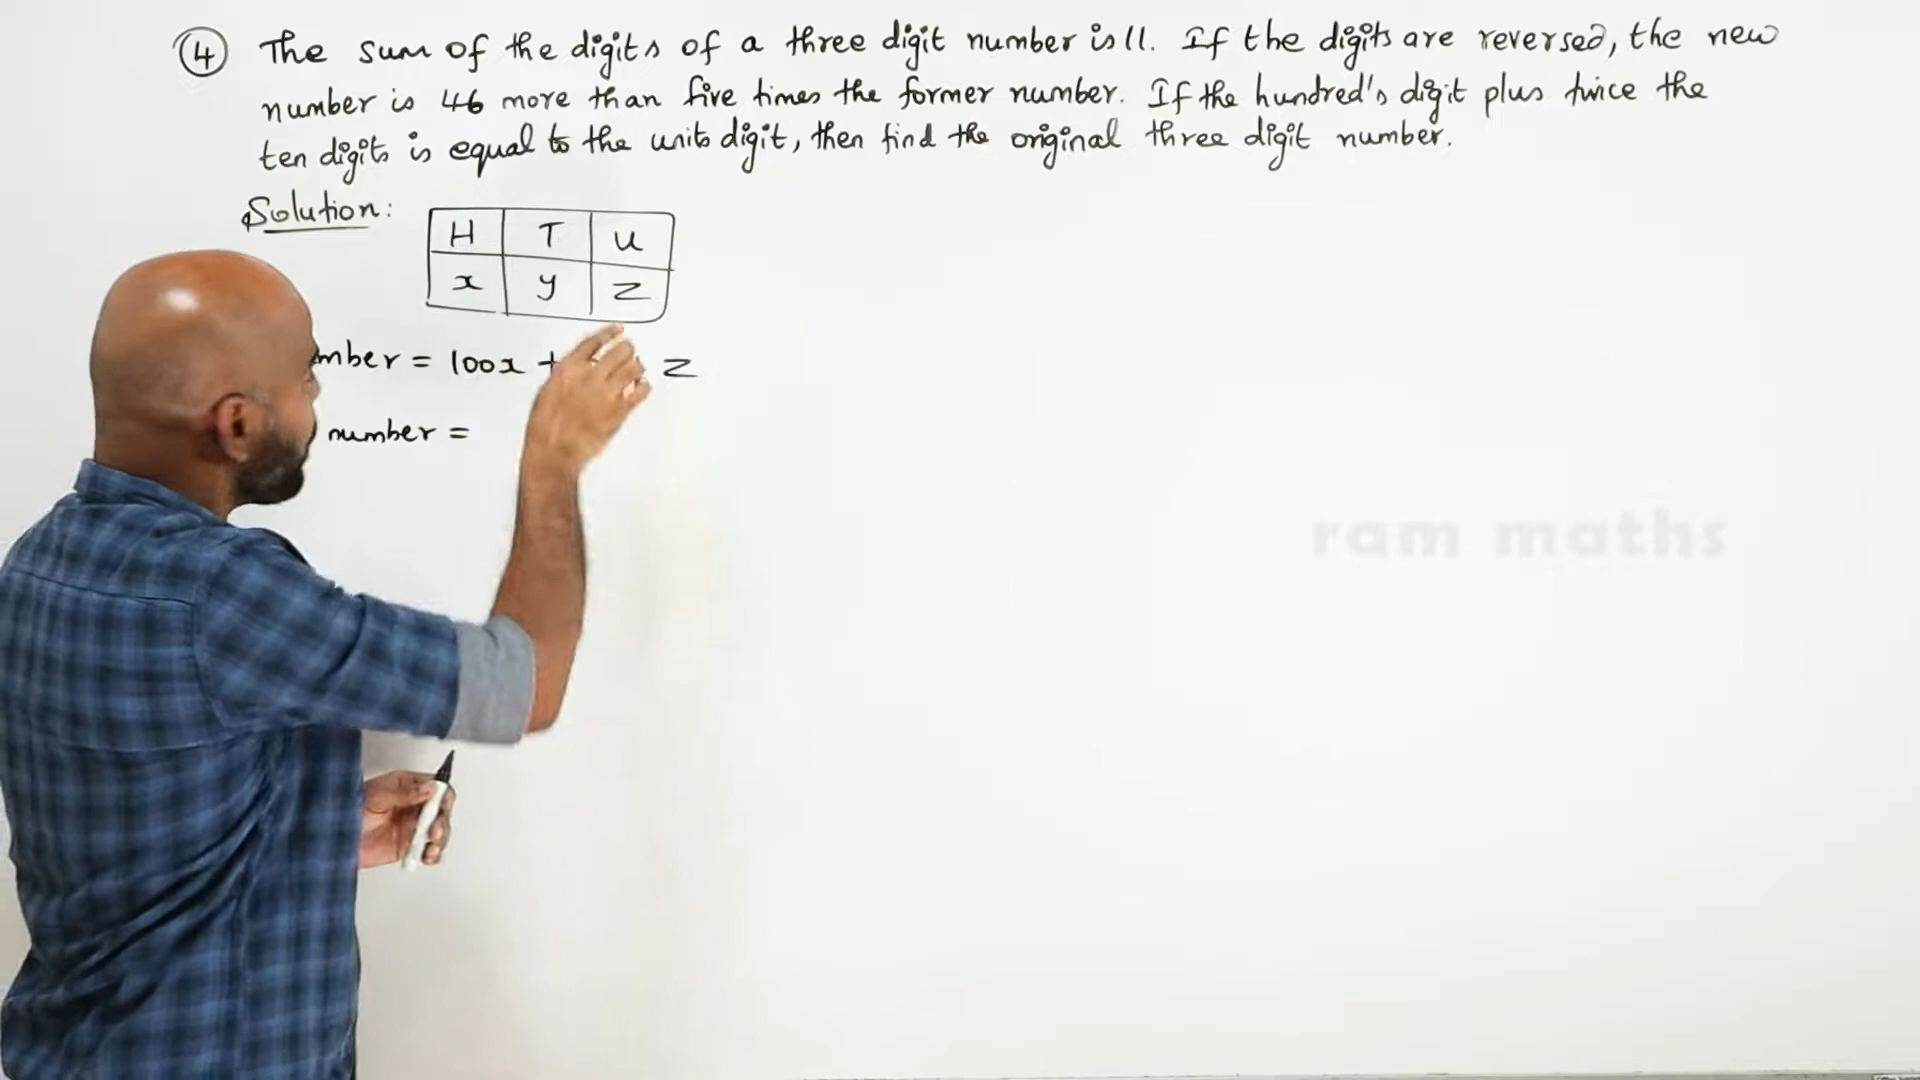 4 The sum of the digits of a three digit number is 11. If the digits are reversed, the new
number is 46 more than five times the former number. If the hundred's digit plus twice the
ten digits is equal to the units digit, then find the original three digit number.
Solution:
H T U
x y z
mber = 100x + z
number =
ram maths